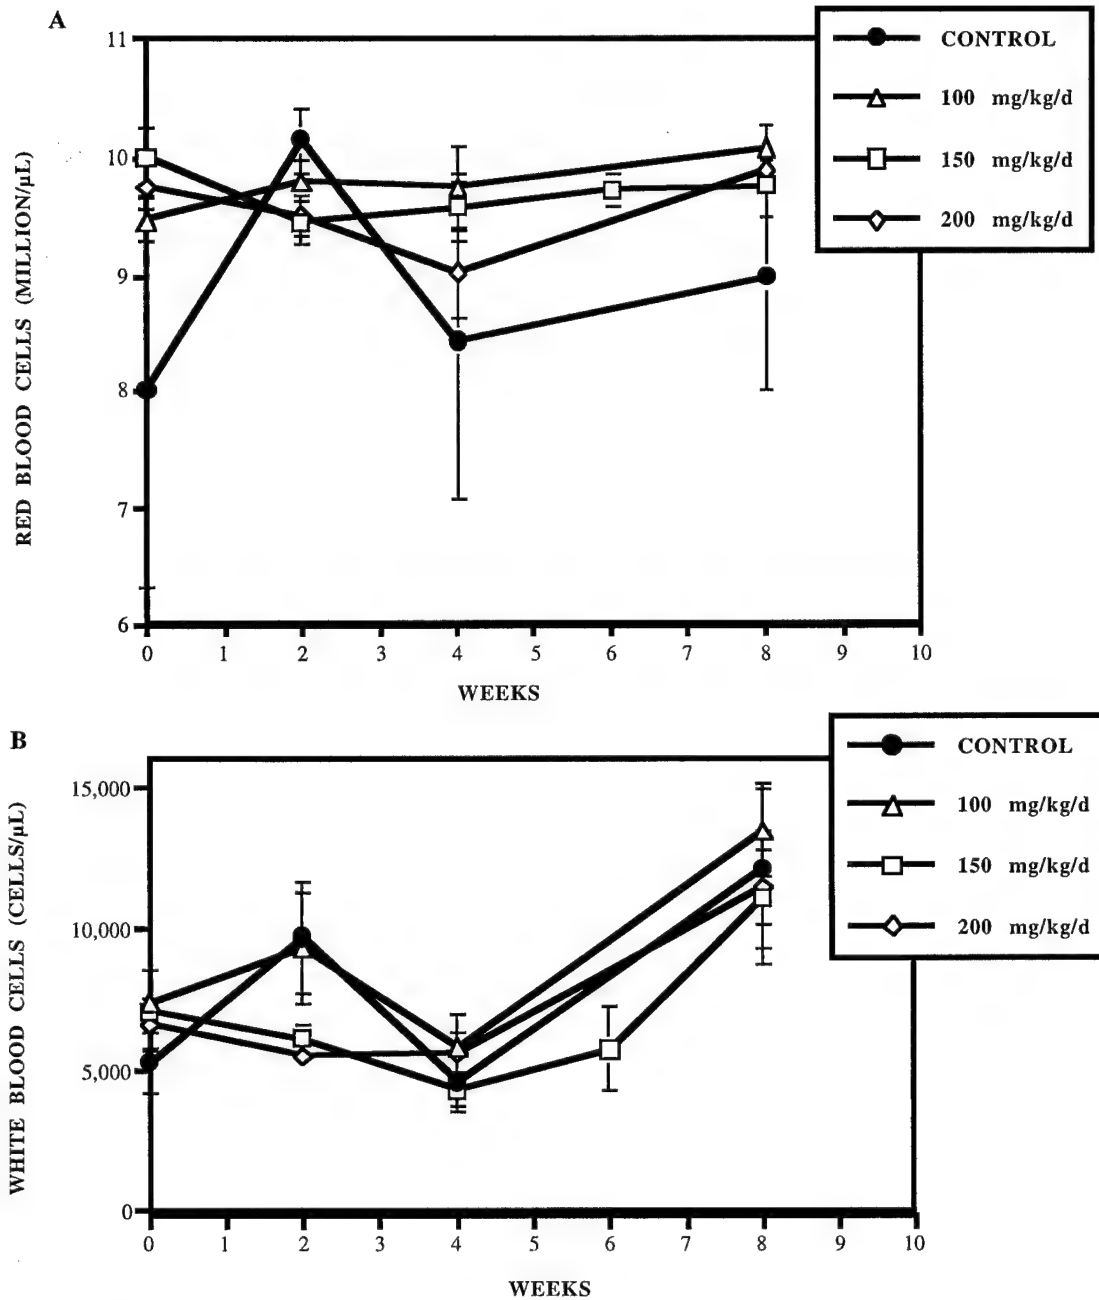 A
RED BLOOD CELLS (MILLION/µL)
11
10
9
8
7
6
0 1 2 3 4 5 6 7 8 9 10
WEEKS
CONTROL
100 mg/kg/d
150 mg/kg/d
200 mg/kg/d
B
WHITE BLOOD CELLS (CELLS/µL)
15,000
10,000
5,000
0
0 1 2 3 4 5 6 7 8 9 10
WEEKS
CONTROL
100 mg/kg/d
150 mg/kg/d
200 mg/kg/d